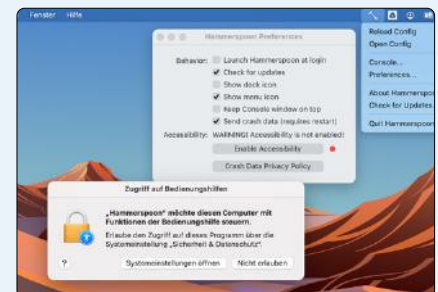 Fenster Hilfe
Hammerspoon Preferences
Behavior: Launch Hammerspoon at login
Check for updates
Show dock icon
Show menu icon
Keep Console window on top
Send crash data (requires restart)
Accessibility: WARNING! Accessibility is not enabled!
Enable Accessibility
Crash Data Privacy Policy
Reload Config
Open Config
Console...
Preferences...
About Hammerspoo
Check for Updates.
Quit Hammerspoon
Zugriff auf Bedienungshilfen
„Hammerspoon“ möchte diesen Computer mit
Funktionen der Bedienungshilfe steuern.
Erlaube den Zugriff auf dieses Programm über die
Systemeinstellung „Sicherheit & Datenschutz“.
? Systemeinstellungen öffnen Nicht erlauben